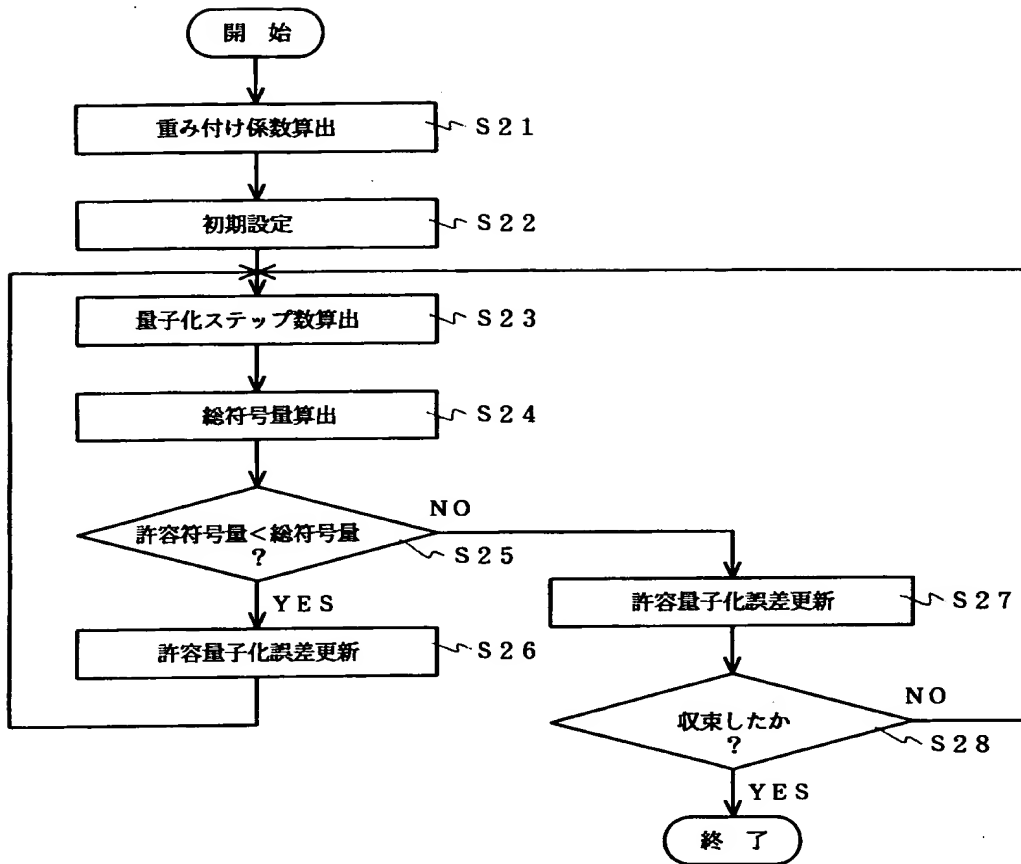 開 始
重み付け係数算出
S21
初期設定
S22
量子化ステップ数算出
S23
総符号量算出
S24
許容符号量<総符号量
?
NO
S25
YES
許容量子化誤差更新
S26
許容量子化誤差更新
S27
収束したか
?
NO
S28
YES
終 了